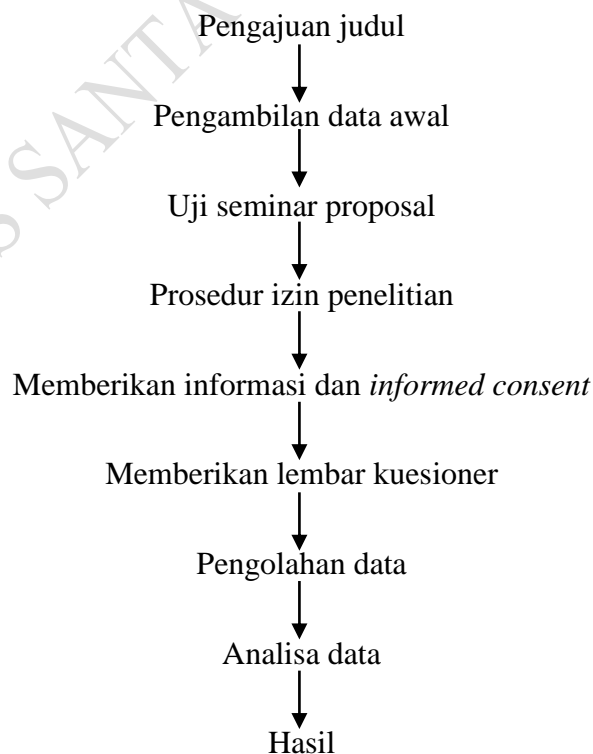 Pengajuan judul
Pengambilan data awal
Uji seminar proposal
Prosedur izin penelitian
Memberikan informasi dan informed consent
Memberikan lembar kuesioner
Pengolahan data
Analisa data
Hasil
S SANTA